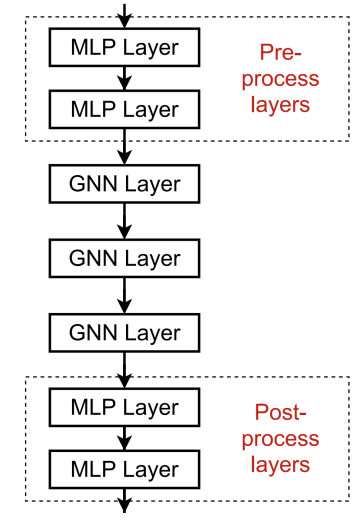 MLP Layer
Pre-
process
layers
MLP Layer
GNN Layer
GNN Layer
GNN Layer
MLP Layer
Post-
process
layers
MLP Layer